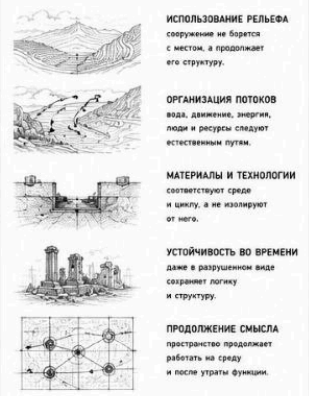 ИСПОЛЬЗОВАНИЕ РЕЛЬЕФА
сооружение не борется
с местом, а продолжает
его структуру.
ОРГАНИЗАЦИЯ ПОТОКОВ
вода, движение, энергия,
люди и ресурсы следуют
естественным путям.
МАТЕРИАЛЫ И ТЕХНОЛОГИИ
соответствуют среде
и циклу, а не изолируют
от него.
УСТОЙЧИВОСТЬ ВО ВРЕМЕНИ
даже в разрушенном виде
сохраняет логику
и структуру.
ПРОДОЛЖЕНИЕ СМЫСЛА
пространство продолжает
работать на среду
и после утраты функции.